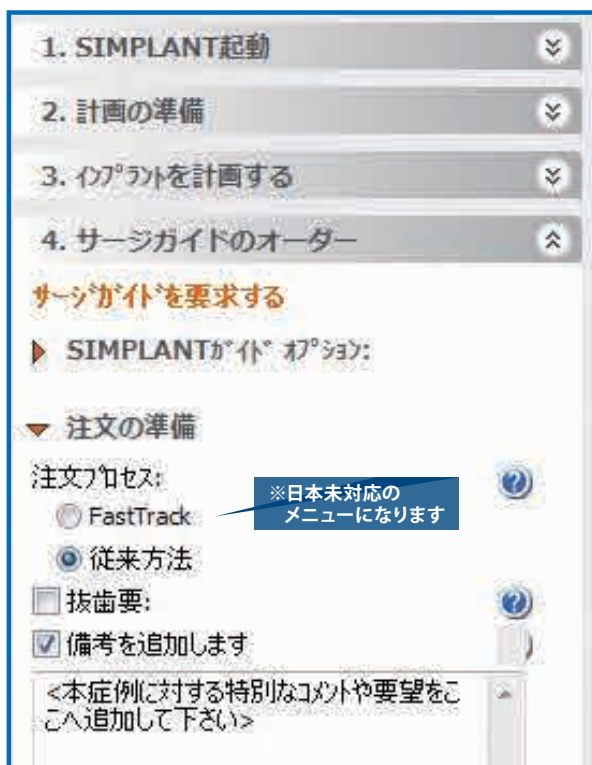 1. SIMPLANT起動
2. 計画の準備
3. ｲﾝﾌﾟﾗﾝﾄを計画する
4. サージガイドのオーダー
ｻｰｼﾞｶﾞｲﾄﾞを要求する
SIMPLANTｶﾞｲﾄﾞ ｵﾌﾟｼｮﾝ:
注文の準備
注文プロセス:
※日本未対応の
メニューになります
FastTrack
従来方法
抜歯要:
備考を追加します
<本症例に対する特別なｺﾒﾝﾄや要望をこ
こへ追加して下さい>